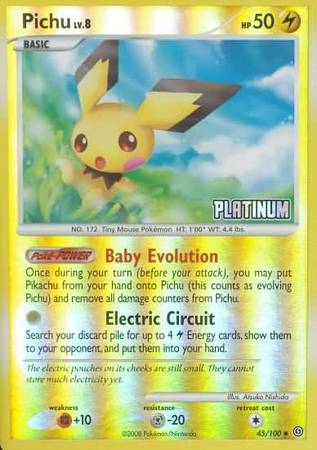 Pichu LV.8
HP 50
BASIC
PLATINUM
NO. 172 Tiny Mouse Pokémon HT: 1'00" WT: 4.4 lbs.
Poké-POWER Baby Evolution
Once during your turn (before your attack), you may put
Pikachu from your hand onto Pichu (this counts as evolving
Pichu) and remove all damage counters from Pichu.
Electric Circuit
Search your discard pile for up to 4 Energy cards, show them
to your opponent, and put them into your hand.
The electric pouches on its cheeks are still small. They cannot
store much electricity yet.
Illus. Atsuko Nishida
weakness resistance retreat cost
+10 -20
©2008 Pokémon/Nintendo 45/100